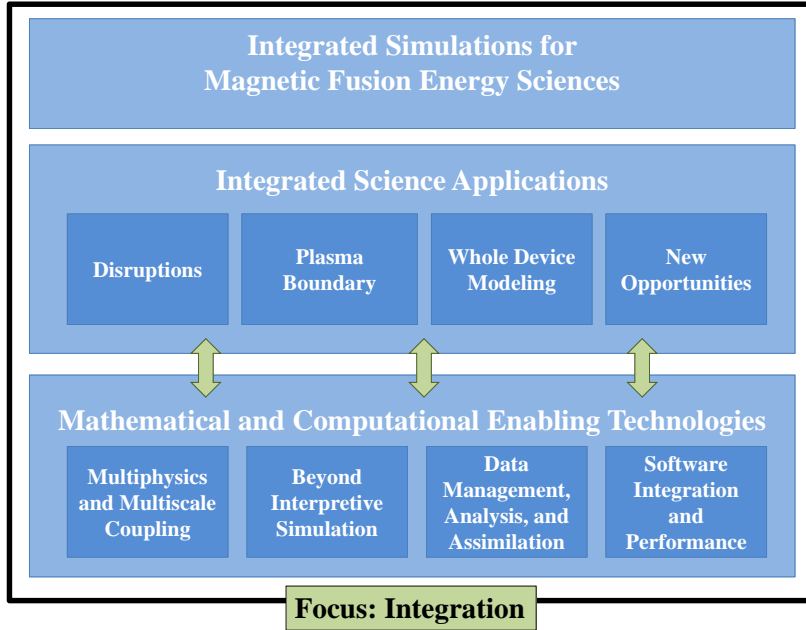 Integrated Simulations for
Magnetic Fusion Energy Sciences
Integrated Science Applications
Disruptions
Plasma
Boundary
Whole Device
Modeling
New
Opportunities
Mathematical and Computational Enabling Technologies
Multiphysics
and Multiscale
Coupling
Beyond
Interpretive
Simulation
Data
Management,
Analysis, and
Assimilation
Software
Integration
and
Performance
Focus: Integration